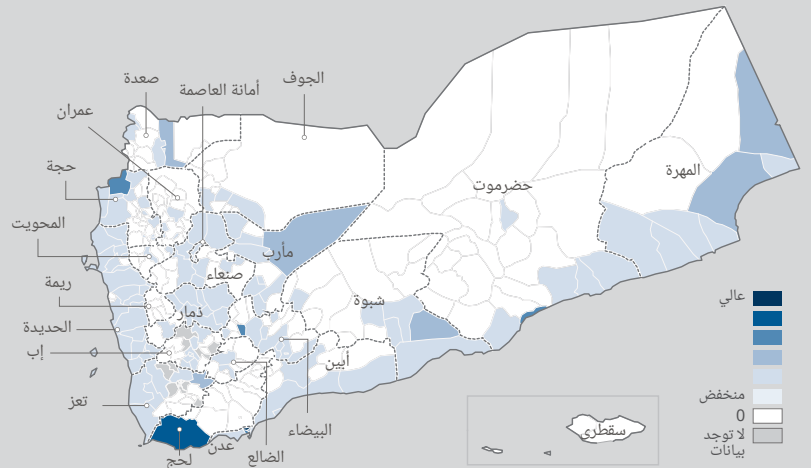 الجوف
أمانة العاصمة
صعدة
عمران
حجة
المحويت
ريمة
الحديدة
إب
تعز
المهرة
حضرموت
مأرب
صنعاء
شبوة
ذمار
أبين
البيضاء
الضالع
عدن
لحج
سقطرى
عالي
منخفض
0
لا توجد
بيانات